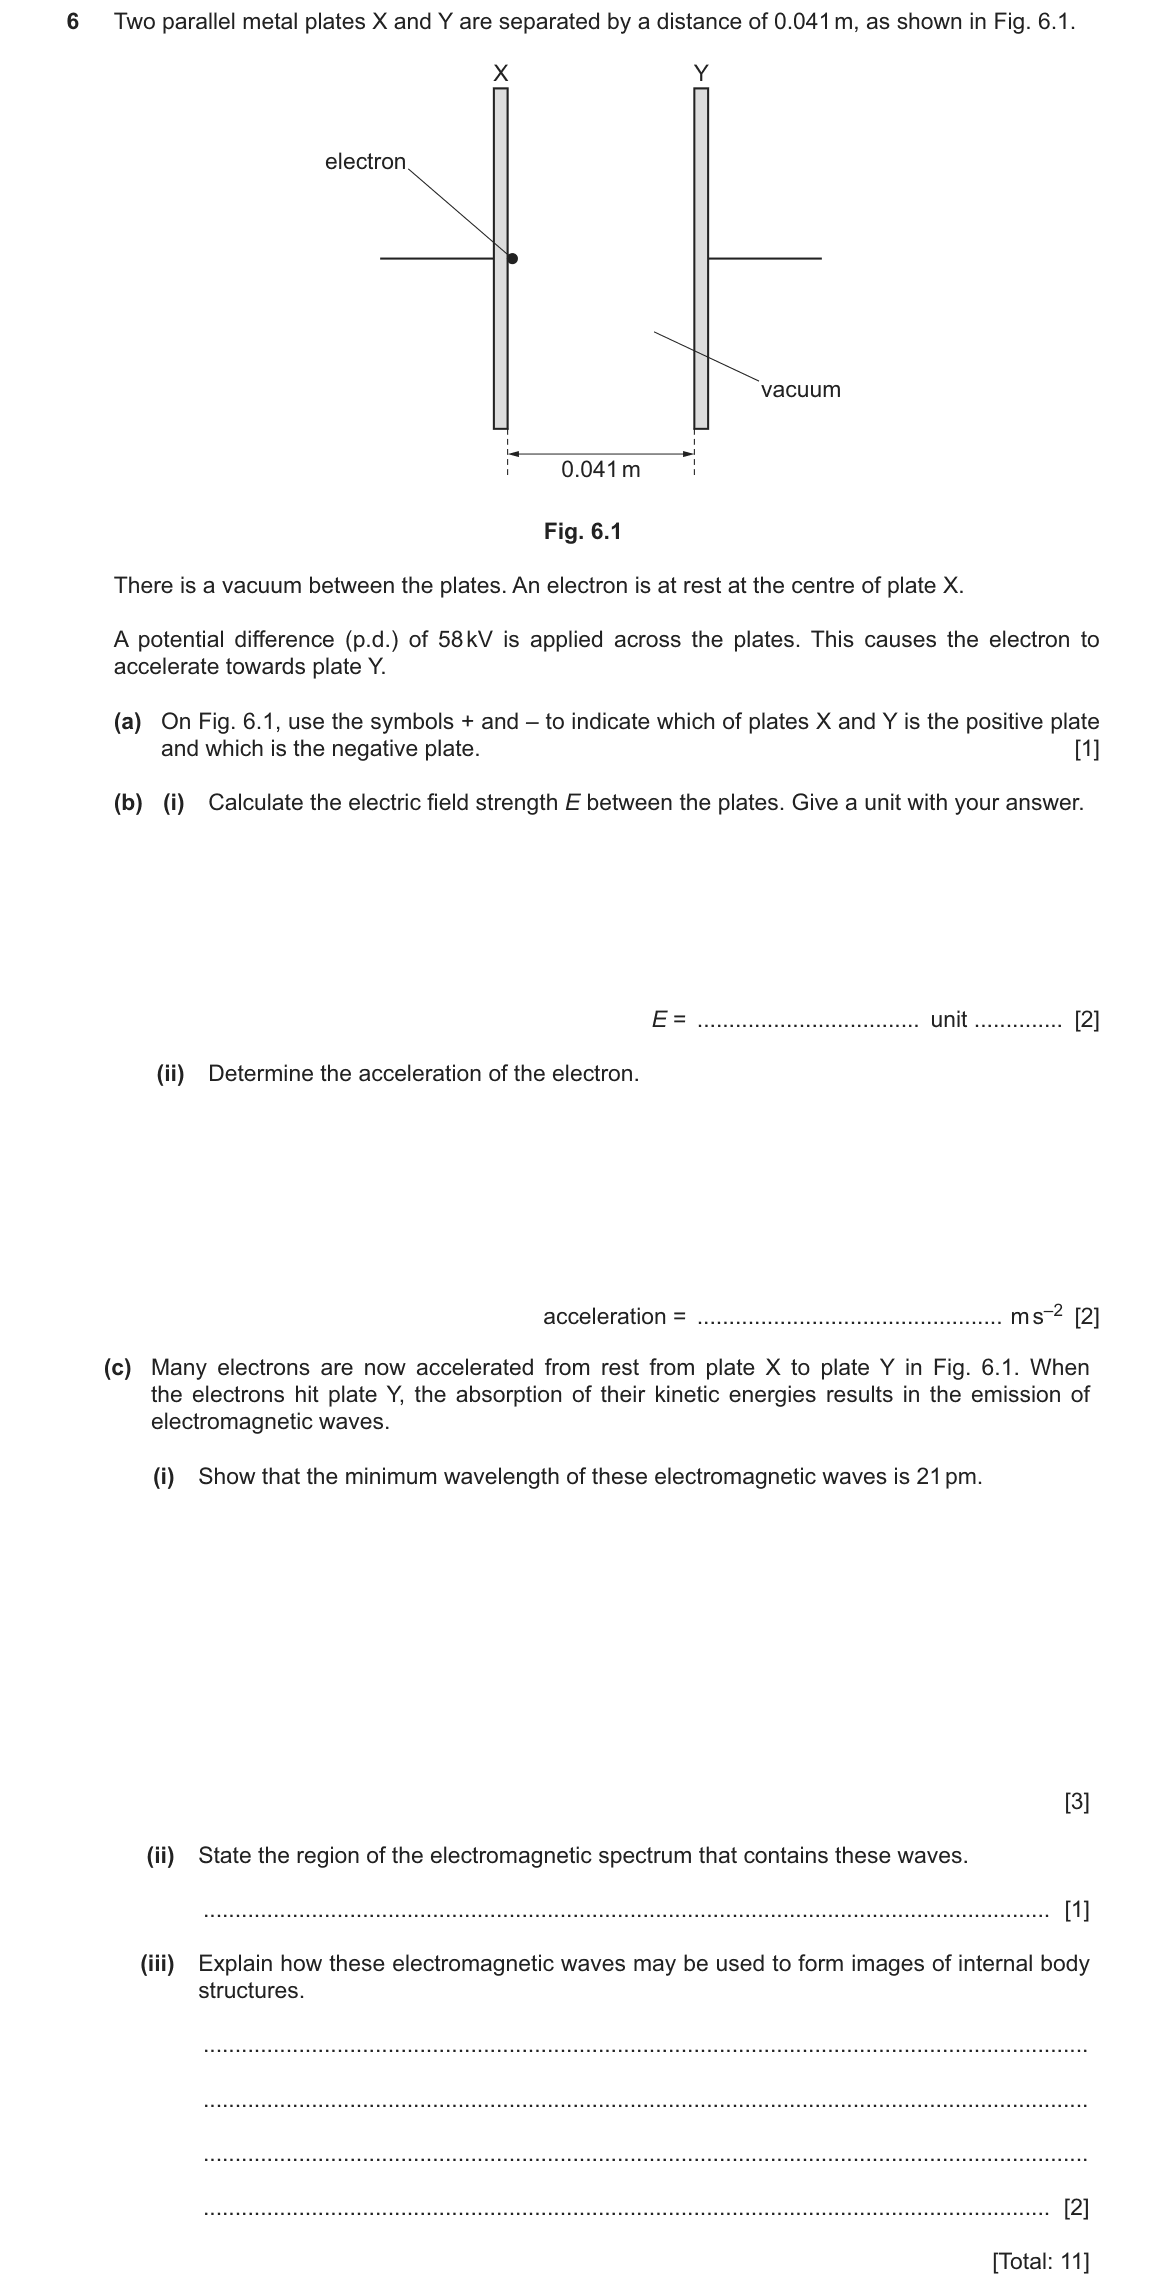 6 Two parallel metal plates X and Y are separated by a distance of 0.041 m, as shown in Fig. 6.1.
X Y
electron
vacuum
0.041 m
Fig. 6.1
There is a vacuum between the plates. An electron is at rest at the centre of plate X.
A potential difference (p.d.) of 58 kV is applied across the plates. This causes the electron to
accelerate towards plate Y.
(a) On Fig. 6.1, use the symbols + and – to indicate which of plates X and Y is the positive plate
and which is the negative plate. [1]
(b) (i) Calculate the electric field strength E between the plates. Give a unit with your answer.
E = ................................... unit .............. [2]
(ii) Determine the acceleration of the electron.
acceleration = ................................................ m s⁻² [2]
(c) Many electrons are now accelerated from rest from plate X to plate Y in Fig. 6.1. When
the electrons hit plate Y, the absorption of their kinetic energies results in the emission of
electromagnetic waves.
(i) Show that the minimum wavelength of these electromagnetic waves is 21 pm.
[3]
(ii) State the region of the electromagnetic spectrum that contains these waves.
..................................................................................................................................... [1]
(iii) Explain how these electromagnetic waves may be used to form images of internal body
structures.
...........................................................................................................................................
...........................................................................................................................................
...........................................................................................................................................
..................................................................................................................................... [2]
[Total: 11]